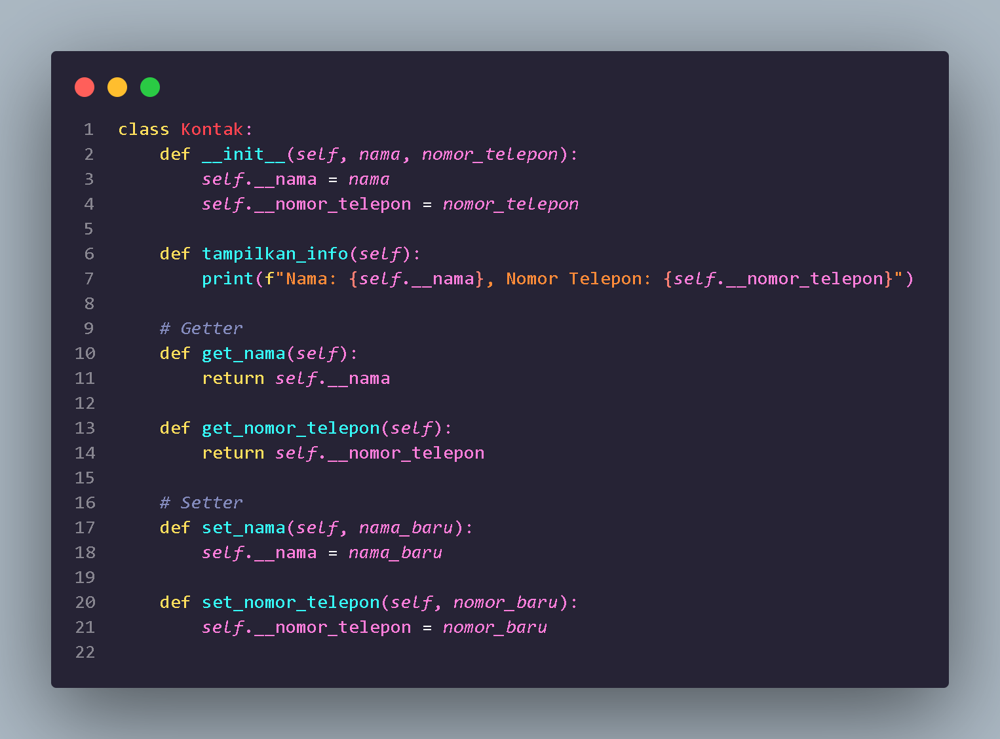 1 class Kontak:
2     def __init__(self, nama, nomor_telepon):
3         self.__nama = nama
4         self.__nomor_telepon = nomor_telepon
5
6     def tampilkan_info(self):
7         print(f"Nama: {self.__nama}, Nomor Telepon: {self.__nomor_telepon}")
8
9     # Getter
10     def get_nama(self):
11         return self.__nama
12
13     def get_nomor_telepon(self):
14         return self.__nomor_telepon
15
16     # Setter
17     def set_nama(self, nama_baru):
18         self.__nama = nama_baru
19
20     def set_nomor_telepon(self, nomor_baru):
21         self.__nomor_telepon = nomor_baru
22